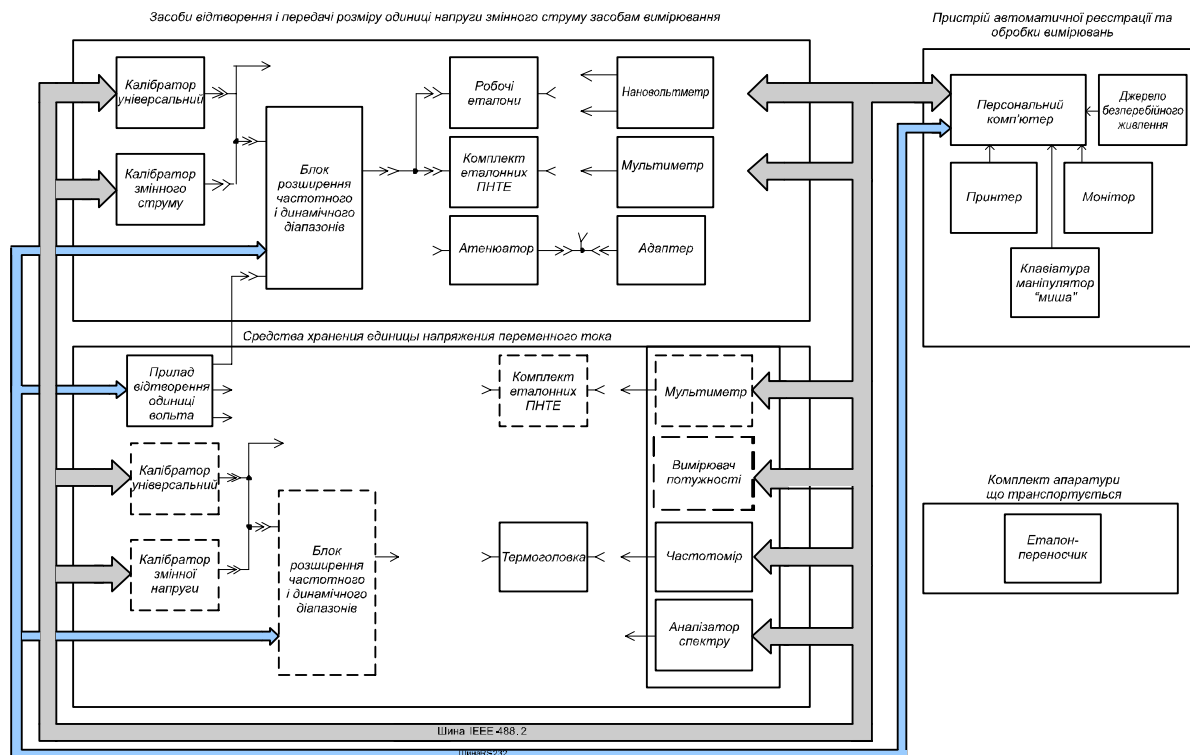 Засоби відтворення і передачі розміру одиниці напруги змінного струму засобам вимірювання
Пристрій автоматичної реєстрації та
обробки вимірювань
Калібратор
універсальний
Калібратор
змінного
струму
Блок
розширення
частотного
і динамічного
діапазонів
Робочі
еталони
Комплект
еталонних
ПНТЕ
Атенюатор
Нановольтметр
Мультиметр
Адаптер
Персональний
комп'ютер
Джерело
безперебійного
живлення
Принтер
Монітор
Клавіатура
маніпулятор
“миша”
Средства хранения единицы напряжения переменного тока
Прилад
відтворення
одиниці
вольта
Калібратор
універсальний
Калібратор
змінної
напруги
Блок
розширення
частотного
і динамічного
діапазонів
Комплект
еталонних
ПНТЕ
Термоголовка
Мультиметр
Вимірювач
потужності
Частотомір
Аналізатор
спектру
Комплект апаратури
що транспортується
Еталон-
переносчик
Шина IEEE-488.2
Шина RS-232